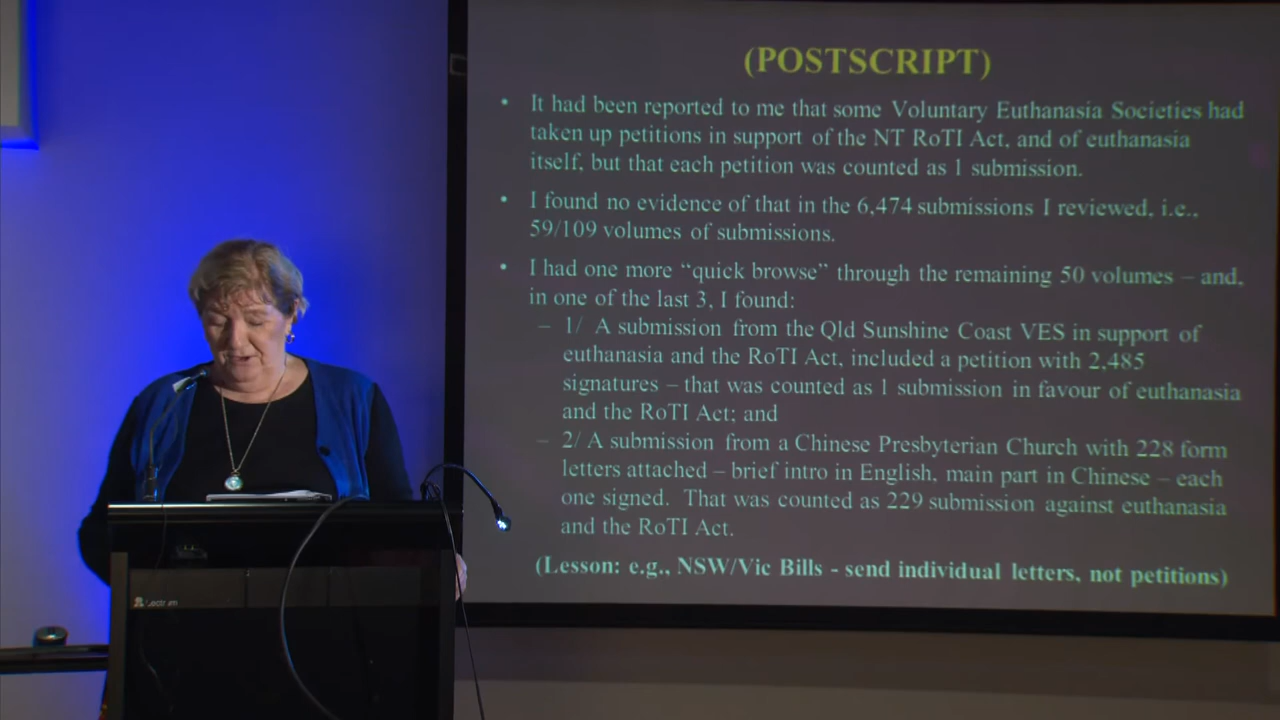 (POSTSCRIPT)
• It had been reported to me that some Voluntary Euthanasia Societies had
taken up petitions in support of the NT RoTI Act, and of euthanasia
itself, but that each petition was counted as 1 submission.
• I found no evidence of that in the 6,474 submissions I reviewed, i.e.,
59/109 volumes of submissions.
• I had one more “quick browse” through the remaining 50 volumes – and,
in one of the last 3, I found:
– 1/ A submission from the Qld Sunshine Coast VES in support of
euthanasia and the RoTI Act, included a petition with 2,485
signatures – that was counted as 1 submission in favour of euthanasia
and the RoTI Act; and
– 2/ A submission from a Chinese Presbyterian Church with 228 form
letters attached – brief intro in English, main part in Chinese – each
one signed. That was counted as 229 submission against euthanasia
and the RoTI Act.
(Lesson: e.g., NSW/Vic Bills - send individual letters, not petitions)